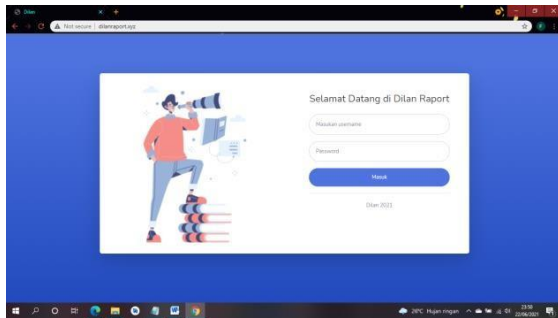 Dilan
Not secure
dilanraport.xyz
Selamat Datang di Dilan Raport
Masukan username
Password
Masuk
Dilan 2021
28°C Hujan ringan
23:58
22/06/2021